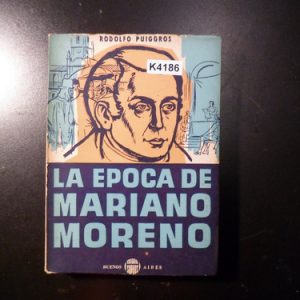 RODOLFO PUIGGROS
K4186
LA EPOCA DE
MARIANO
MORENO
BUENOS AIRES